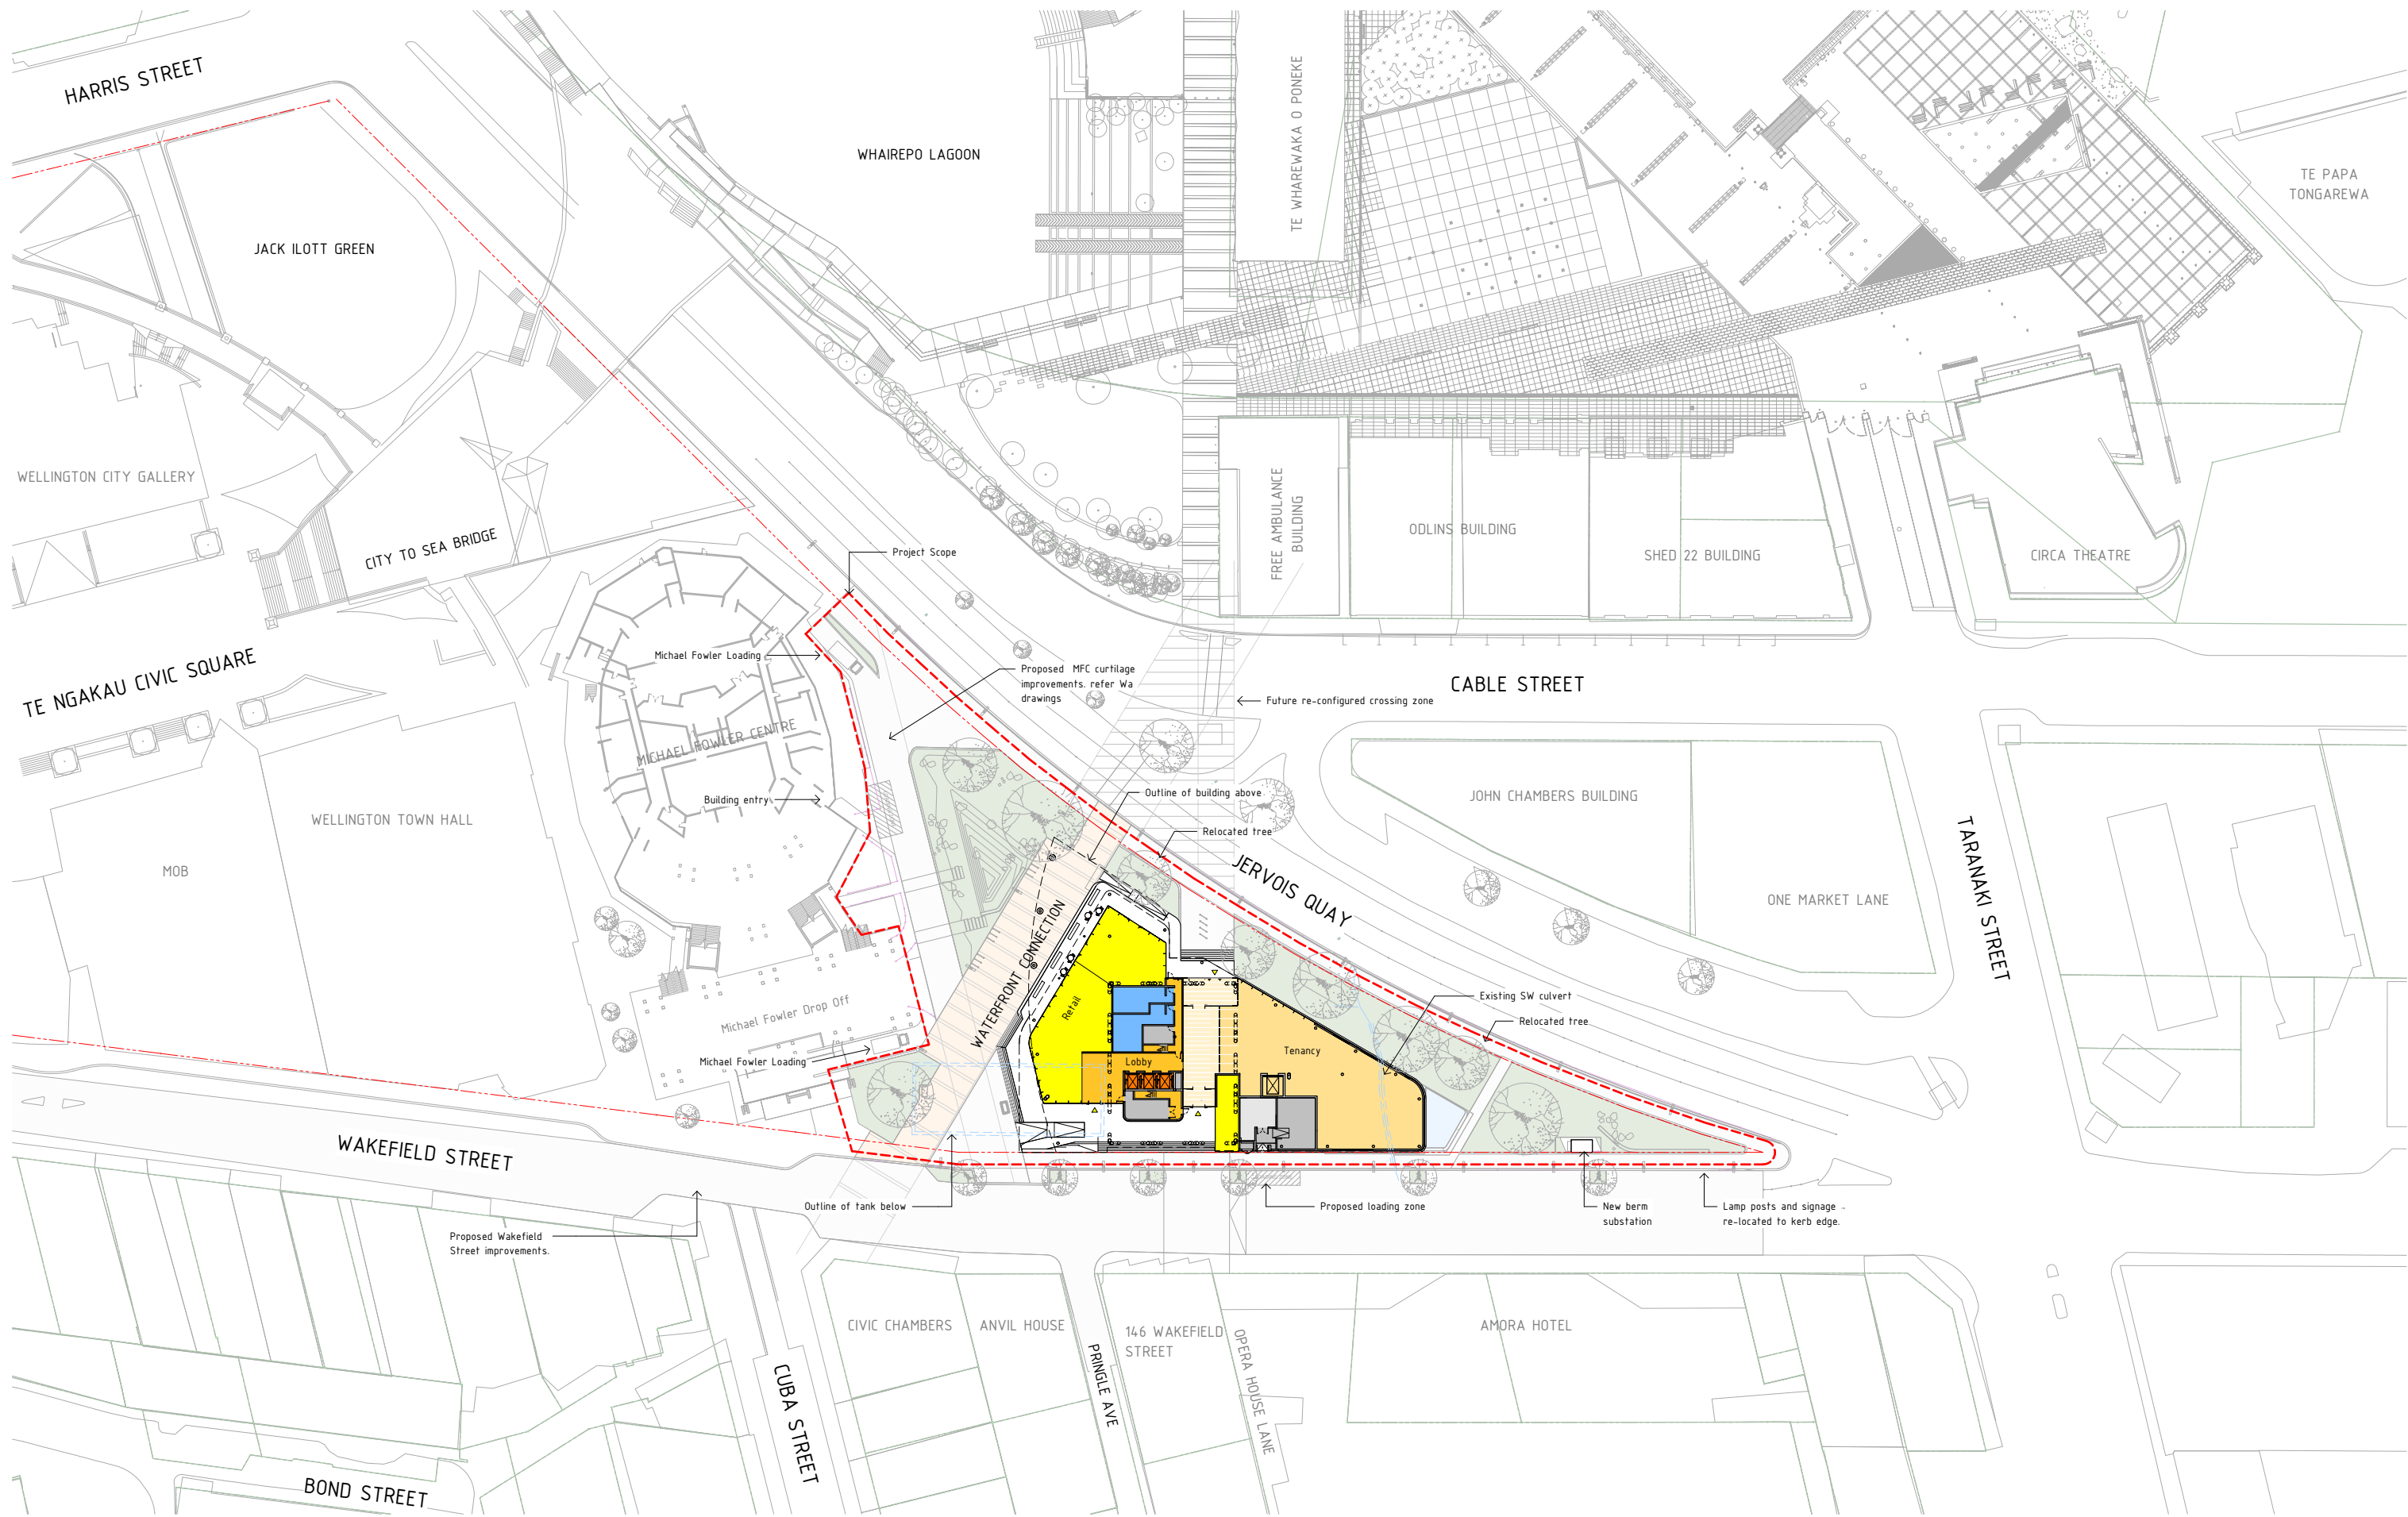 HARRIS STREET
JACK ILOTT GREEN
WHAIREPO LAGOON
TE WHAREWAKA O PONEKE
TE PAPA
TONGAREWA
WELLINGTON CITY GALLERY
CITY TO SEA BRIDGE
FREE AMBULANCE
BUILDING
ODLINS BUILDING
SHED 22 BUILDING
CIRCA THEATRE
Project Scope
TE NGAKAU CIVIC SQUARE
Michael Fowler Loading
Proposed MFC curtilage
improvements. refer Wa
drawings
Future re-configured crossing zone
CABLE STREET
MICHAEL FOWLER CENTRE
Building entry
Outline of building above
Relocated tree
JOHN CHAMBERS BUILDING
WELLINGTON TOWN HALL
MOB
JERVOIS QUAY
ONE MARKET LANE
TARANAKI STREET
WATERFRONT CONNECTION
Retail
Existing SW culvert
Relocated tree
Michael Fowler Drop Off
Michael Fowler Loading
Lobby
Tenancy
WAKEFIELD STREET
Outline of tank below
Proposed loading zone
New berm
substation
Lamp posts and signage -
re-located to kerb edge.
Proposed Wakefield
Street improvements.
CIVIC CHAMBERS
ANVIL HOUSE
146 WAKEFIELD
STREET
AMORA HOTEL
PRINGLE AVE
OPERA HOUSE LANE
CUBA STREET
BOND STREET